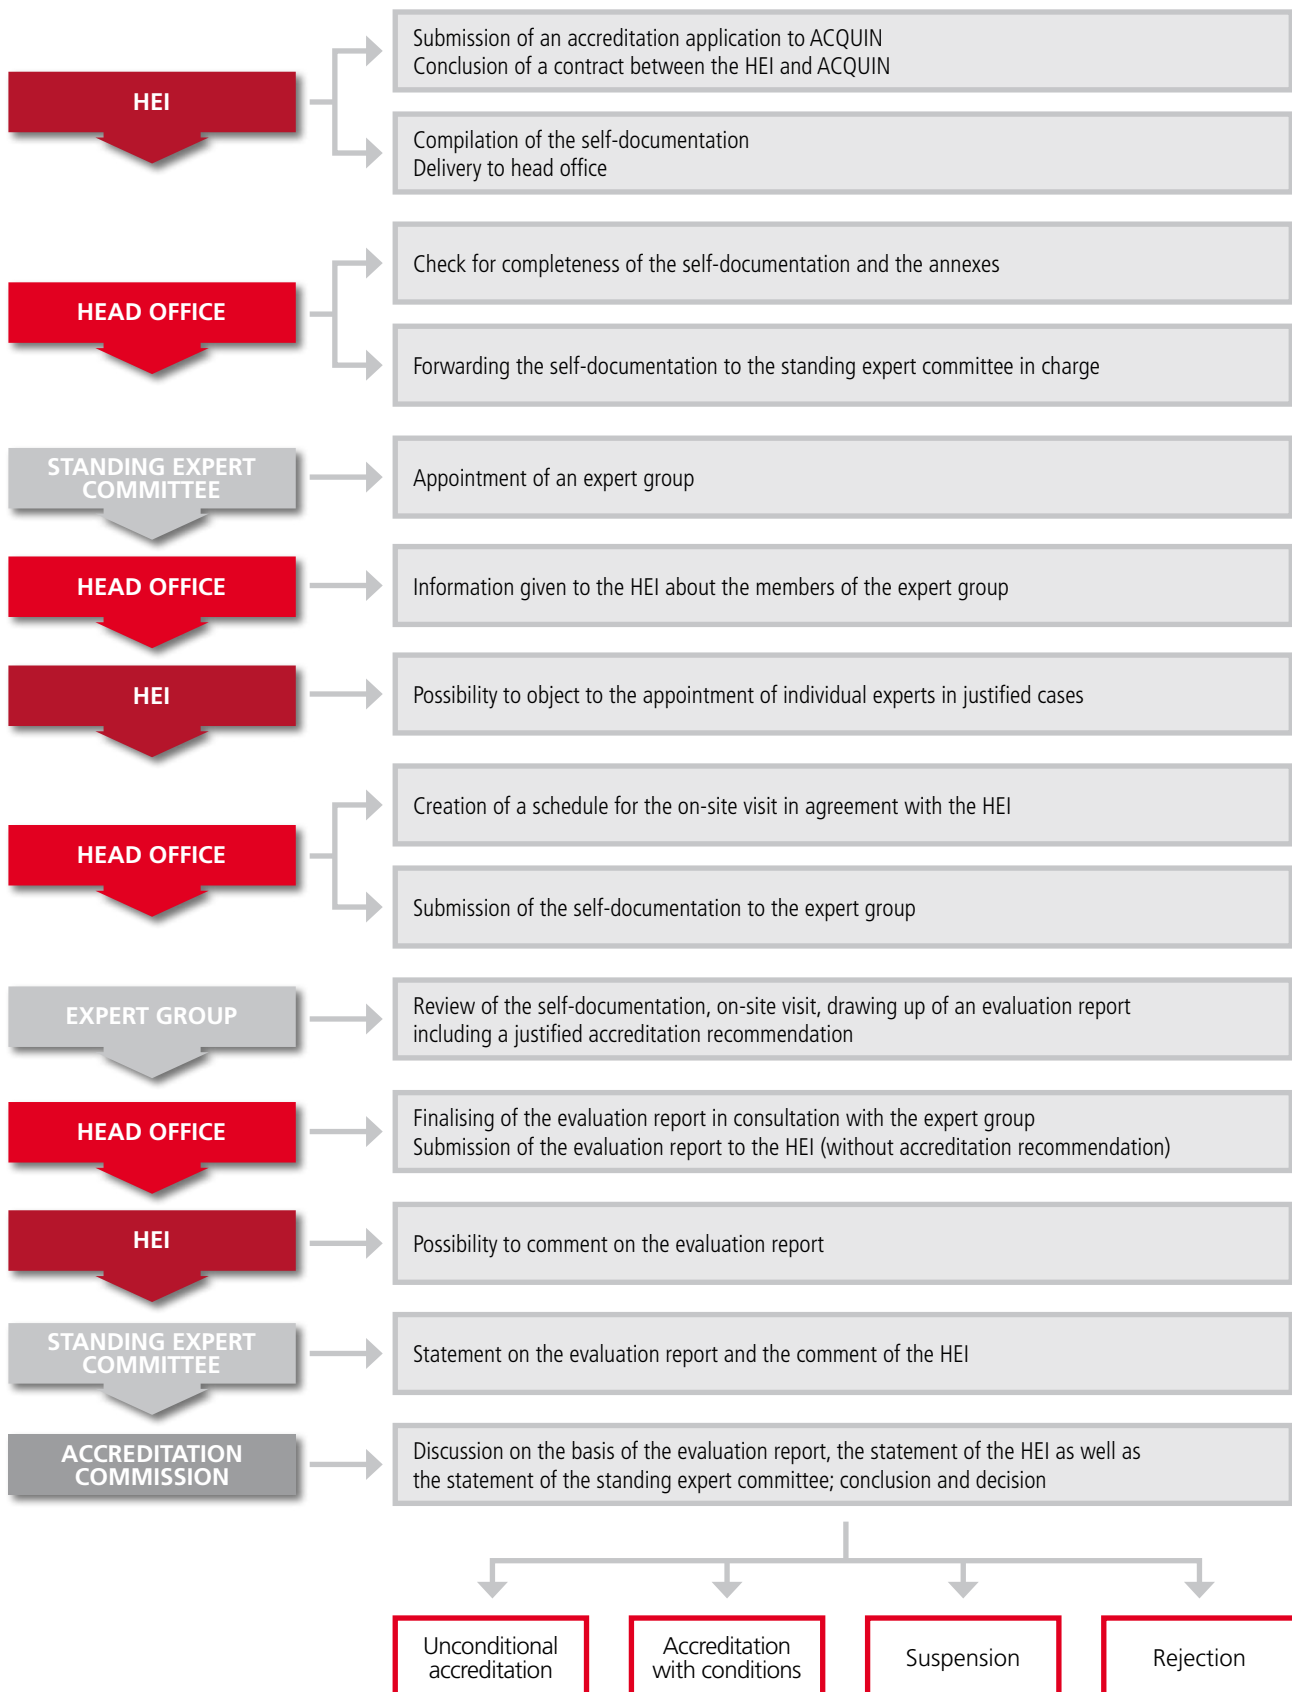 HEI
Submission of an accreditation application to ACQUIN
Conclusion of a contract between the HEI and ACQUIN
Compilation of the self-documentation
Delivery to head office
HEAD OFFICE
Check for completeness of the self-documentation and the annexes
Forwarding the self-documentation to the standing expert committee in charge
STANDING EXPERT
COMMITTEE
Appointment of an expert group
HEAD OFFICE
Information given to the HEI about the members of the expert group
HEI
Possibility to object to the appointment of individual experts in justified cases
HEAD OFFICE
Creation of a schedule for the on-site visit in agreement with the HEI
Submission of the self-documentation to the expert group
EXPERT GROUP
Review of the self-documentation, on-site visit, drawing up of an evaluation report
including a justified accreditation recommendation
HEAD OFFICE
Finalising of the evaluation report in consultation with the expert group
Submission of the evaluation report to the HEI (without accreditation recommendation)
HEI
Possibility to comment on the evaluation report
STANDING EXPERT
COMMITTEE
Statement on the evaluation report and the comment of the HEI
ACCREDITATION
COMMISSION
Discussion on the basis of the evaluation report, the statement of the HEI as well as
the statement of the standing expert committee; conclusion and decision
Unconditional
accreditation
Accreditation
with conditions
Suspension
Rejection